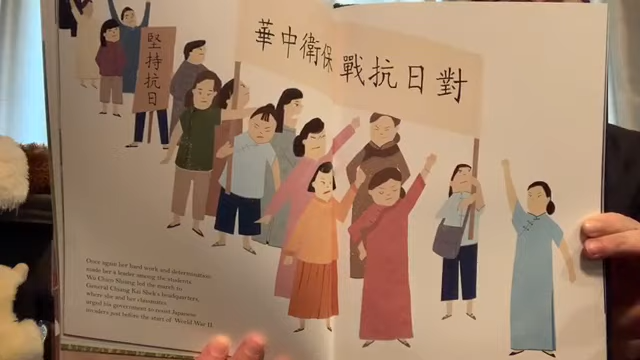 堅持抗日
對日抗戰 保衛中華
Once again her hard work and determination
made her a leader among the students.
Wu Chien Shiung led the march to
General Chiang Kai Shek's headquarters,
where she and her classmates
urged his government to resist Japanese
invaders just before the start of World War II.